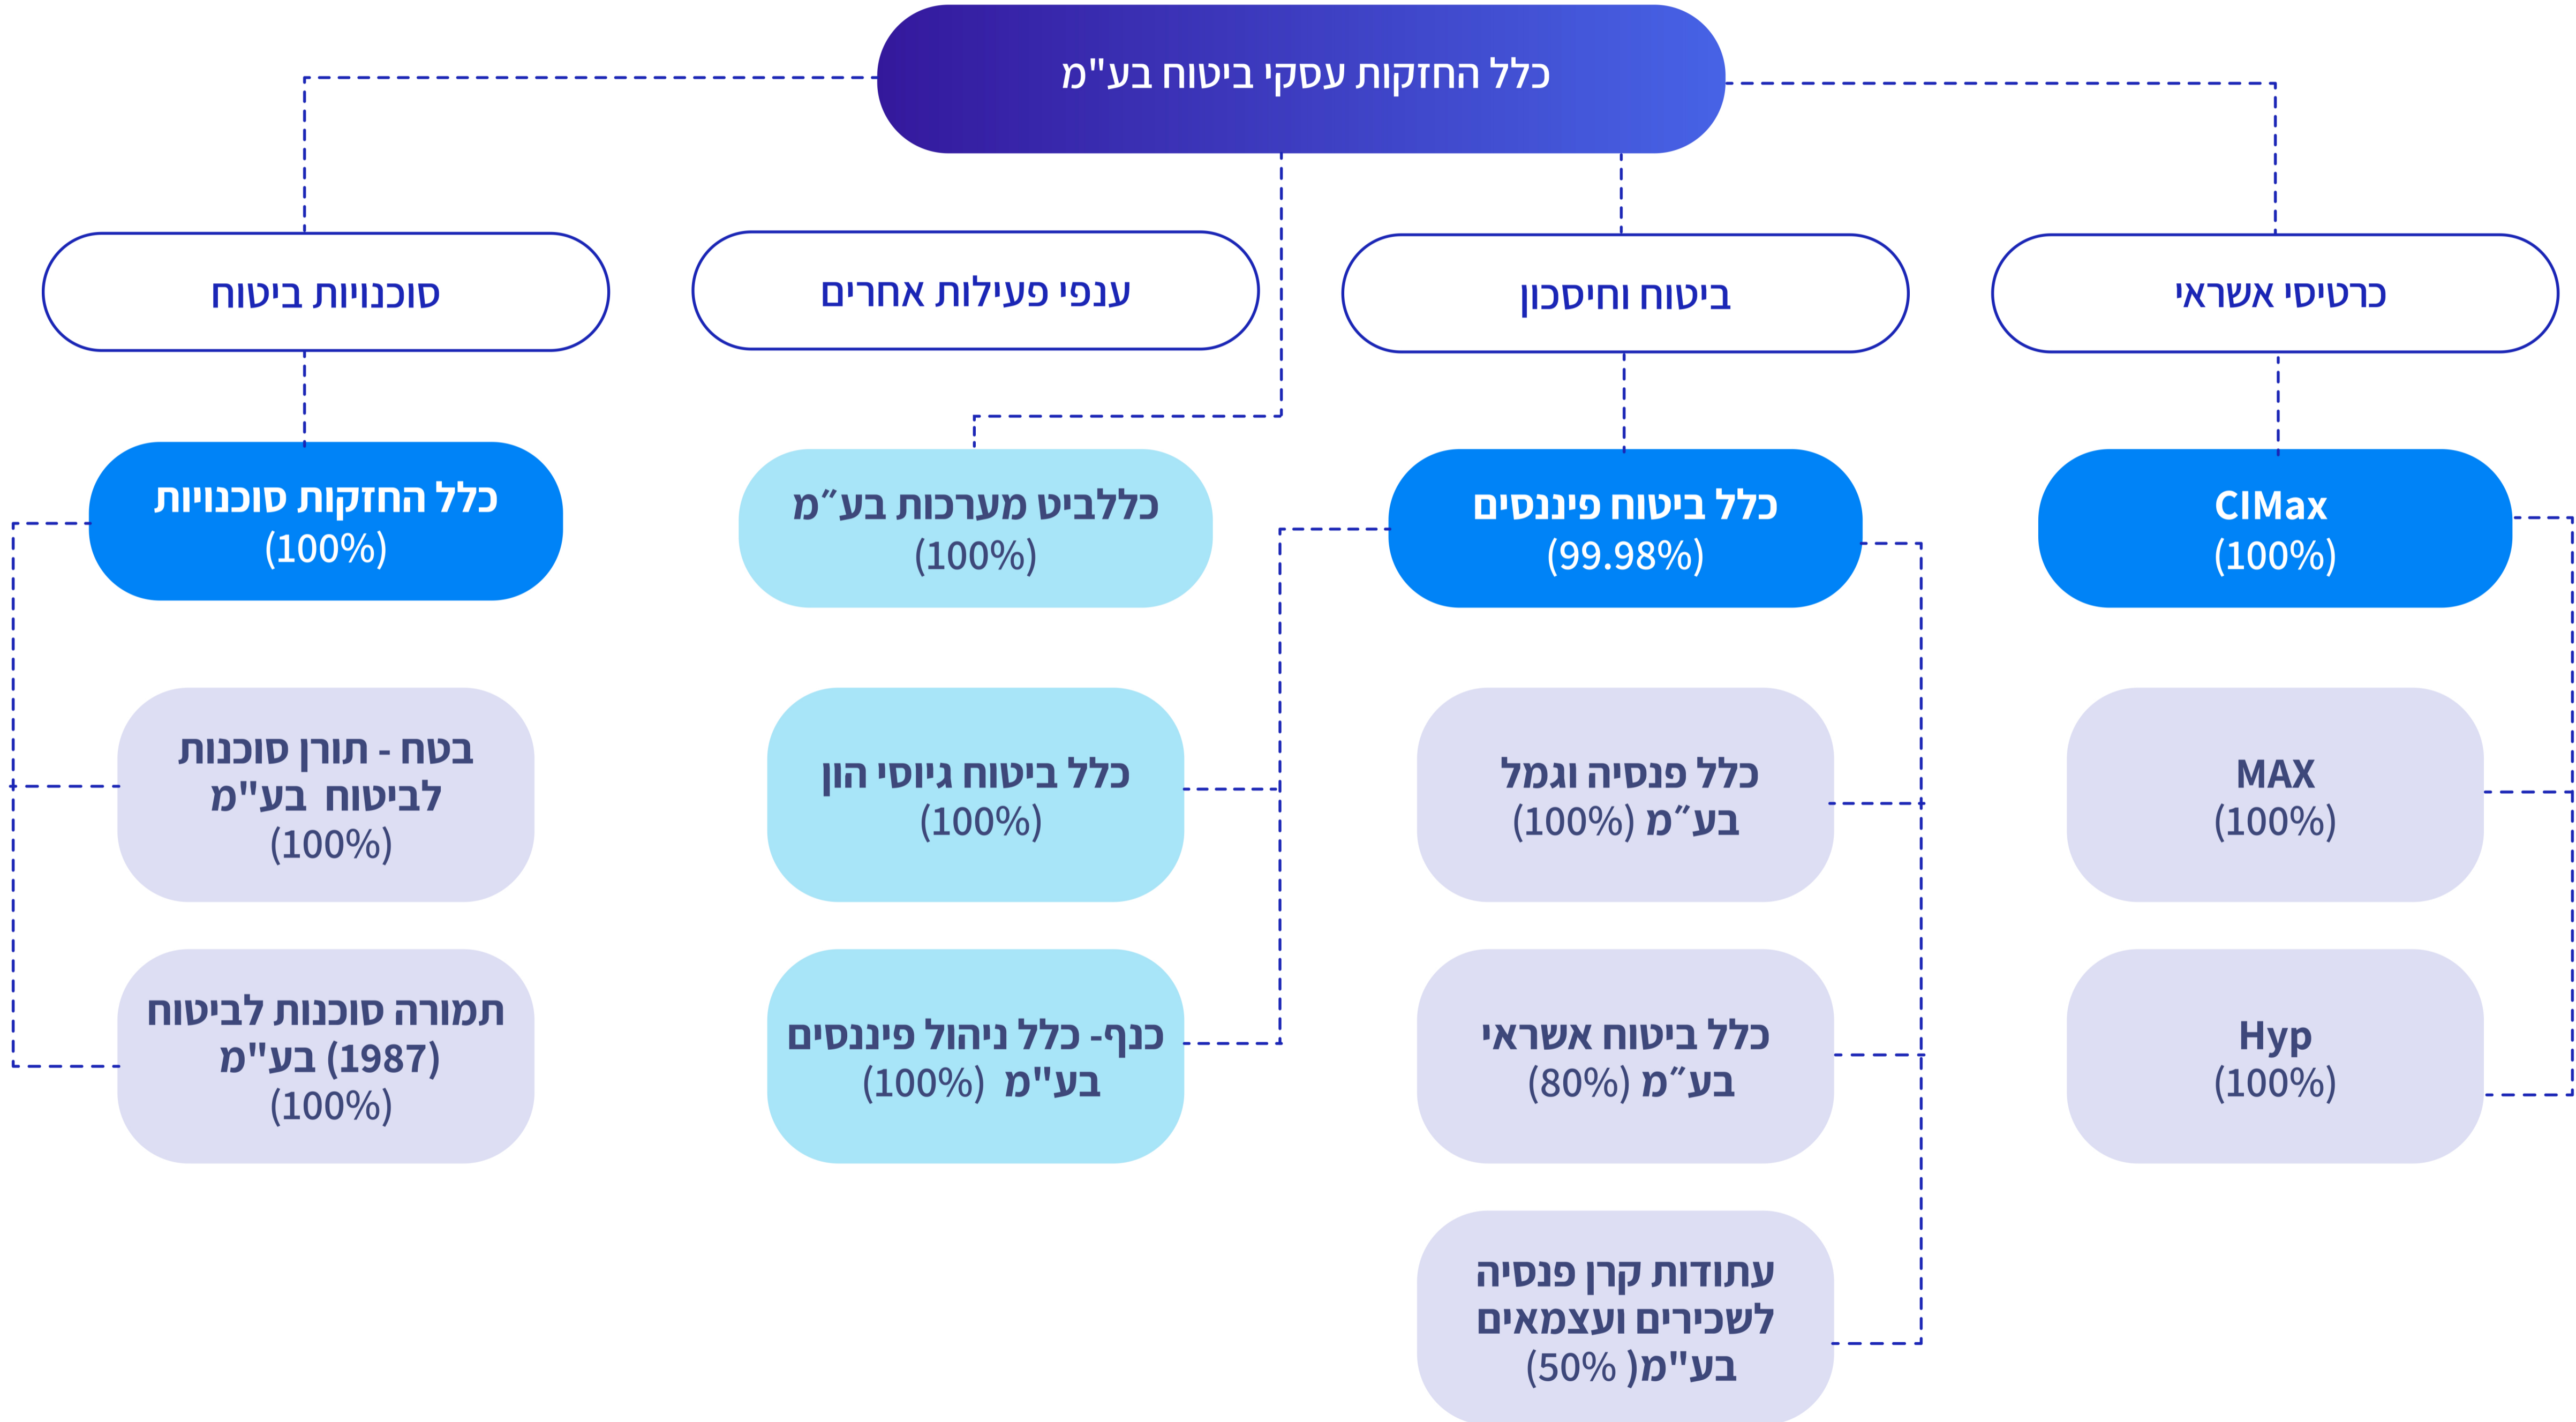 כלל החזקות עסקי ביטוח בע"מ
כרטיסי אשראי
ביטוח וחיסכון
ענפי פעילות אחרים
סוכנויות ביטוח
CIMax
(100%)
MAX
(100%)
Hyp
(100%)
כלל ביטוח פיננסים
(99.98%)
כלל פנסיה וגמל
בע״מ (100%)
כלל ביטוח אשראי
בע״מ (80%)
עתודות קרן פנסיה
לשכירים ועצמאים
בע"מ( 50%)
כללביט מערכות בע״מ
(100%)
כלל ביטוח גיוסי הון
(100%)
כנף- כלל ניהול פיננסים
בע"מ (100%)
כלל החזקות סוכנויות
(100%)
בטח - תורן סוכנות
לביטוח בע"מ
(100%)
תמורה סוכנות לביטוח
(1987) בע"מ
(100%)